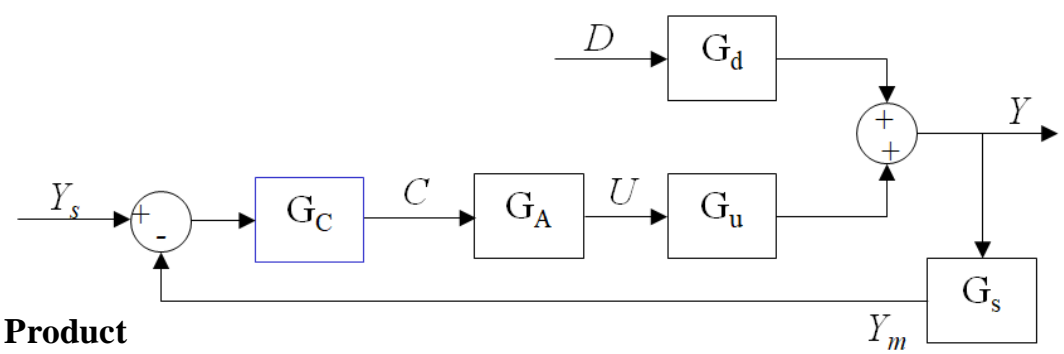 D
G_d
+
+
Y
Y_s
+
-
G_C
C
G_A
U
G_u
G_s
Y_m
Product